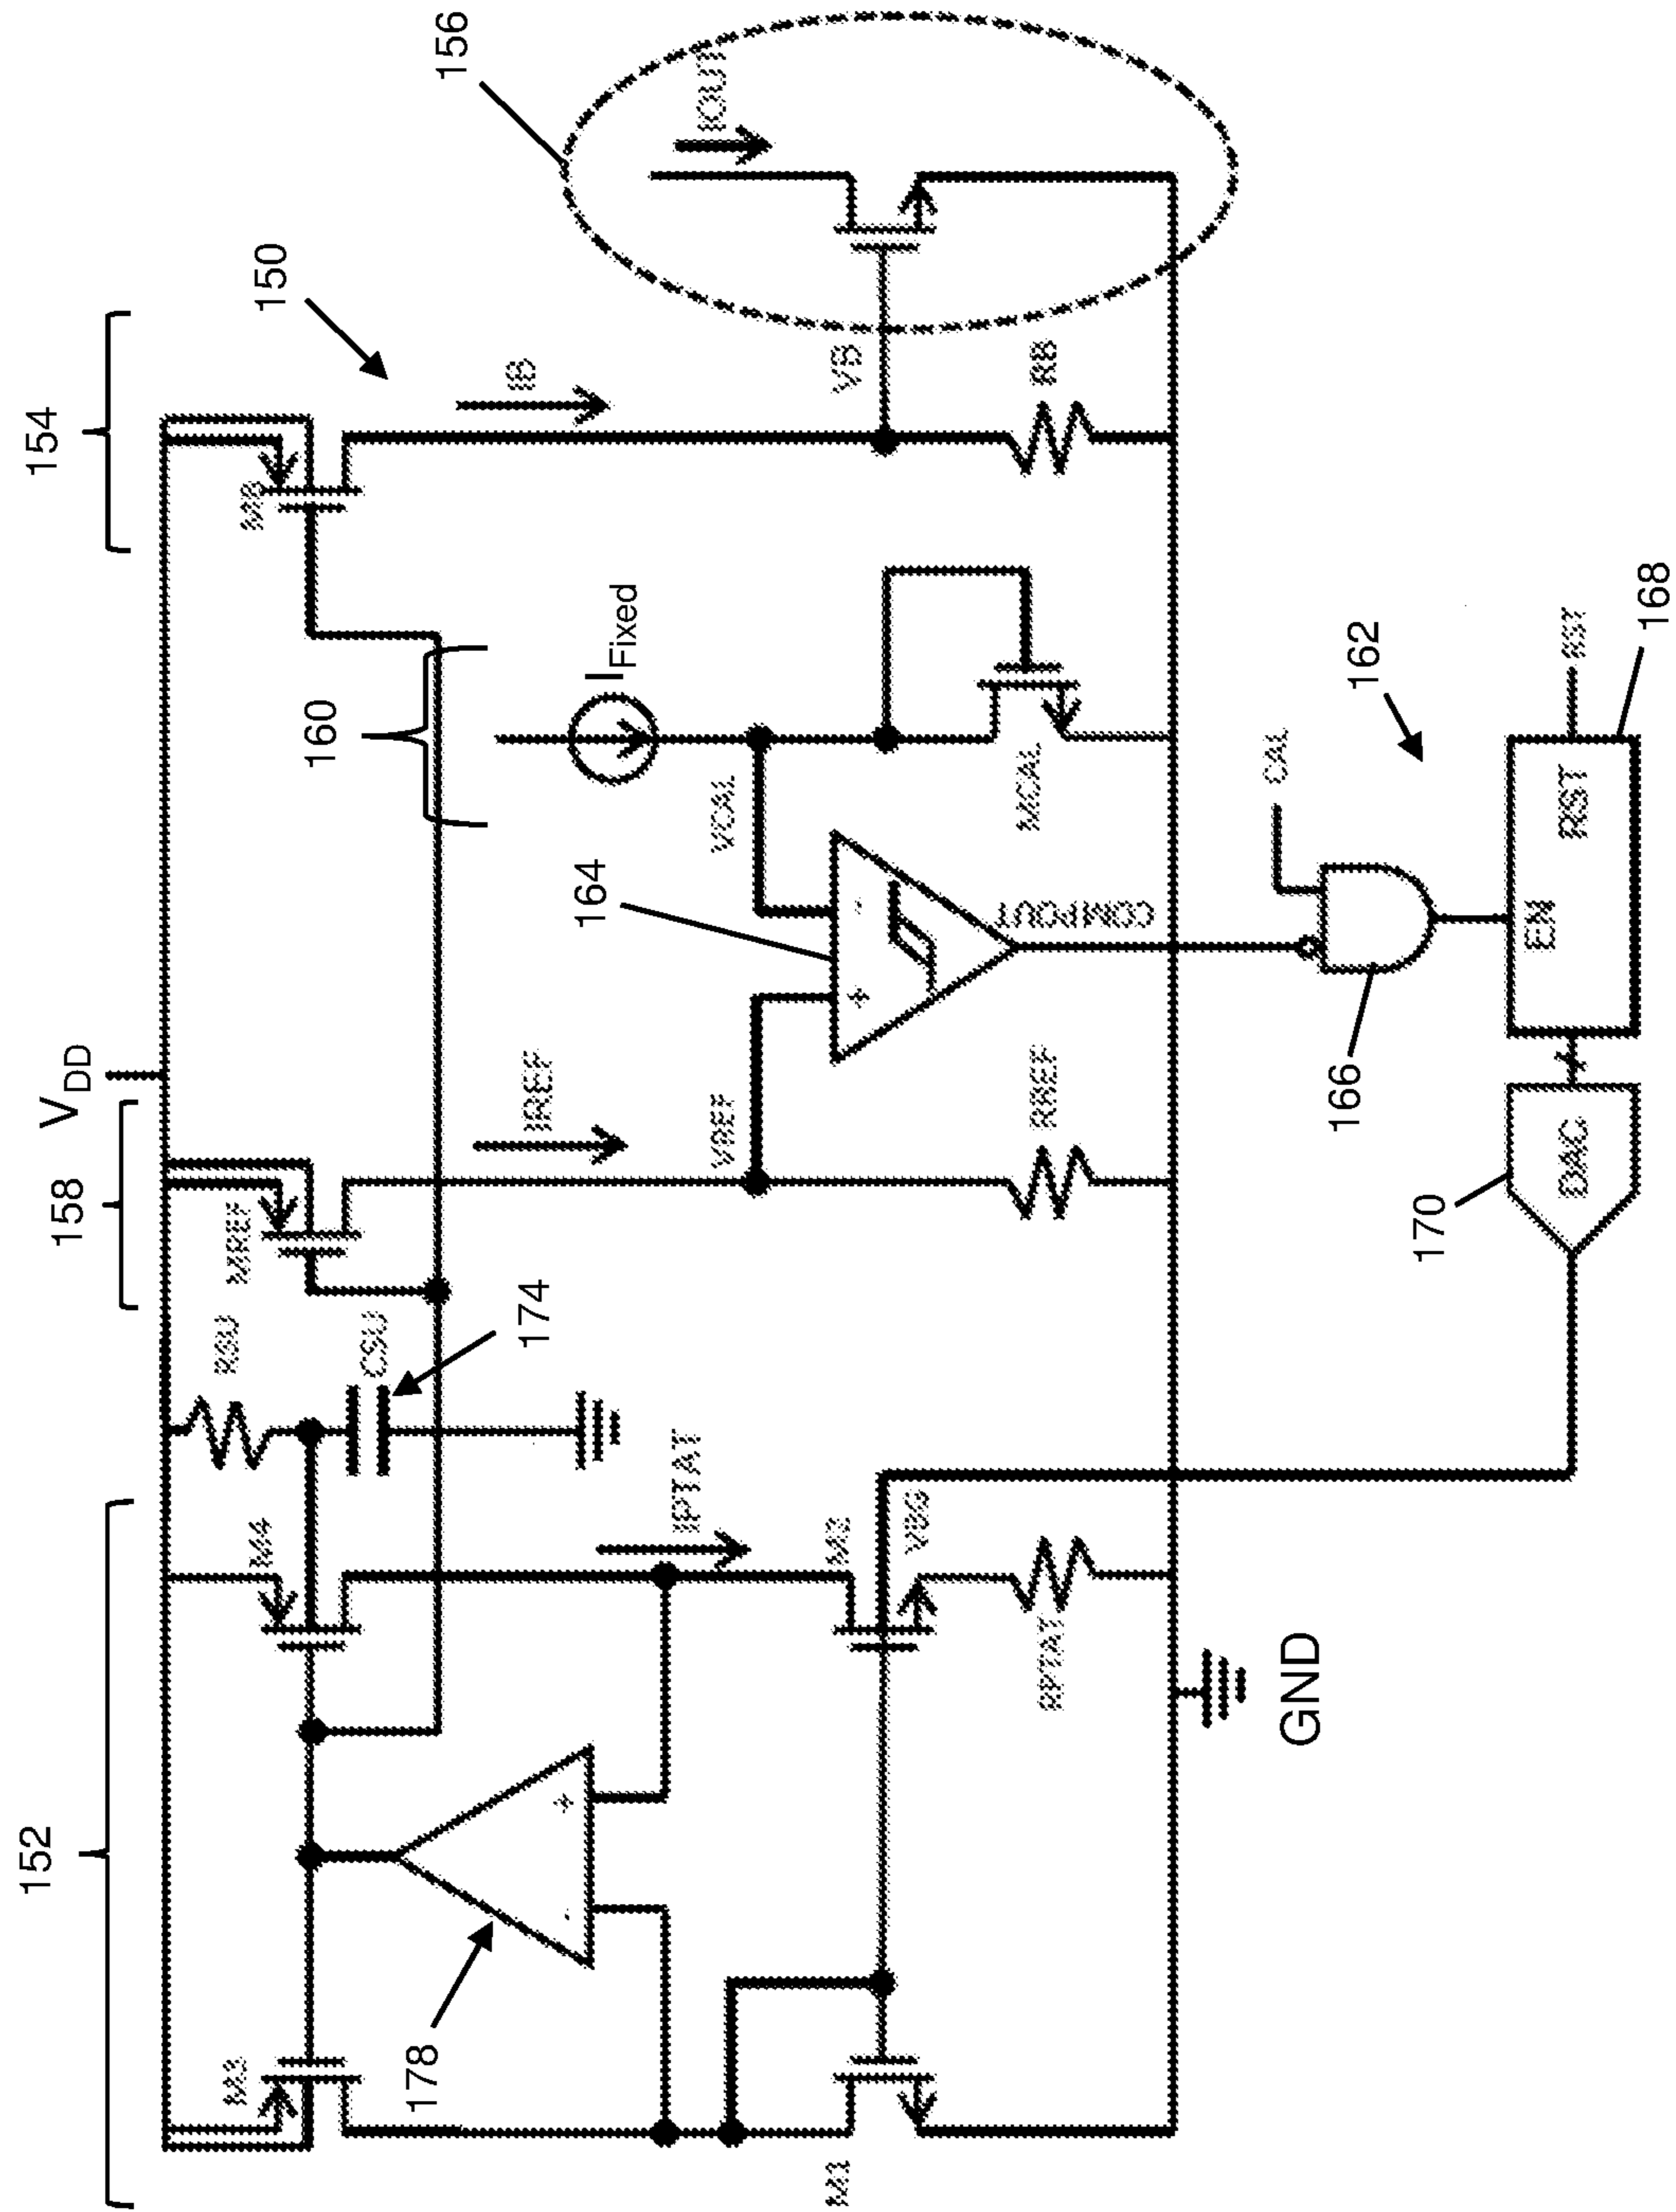 152
158
V_DD
154
150
156
M3
M4
RSU
MREF
MB
CSU
174
160
IB
IOUT
178
IPTAT
IREF
I_Fixed
VREF
VCAL
164
VB
+
-
+
-
M1
M2
VBG
RPTAT
RREF
MCAL
RB
COMPOUT
GND
CAL
166
162
EN
RST
RST
168
DAC
170